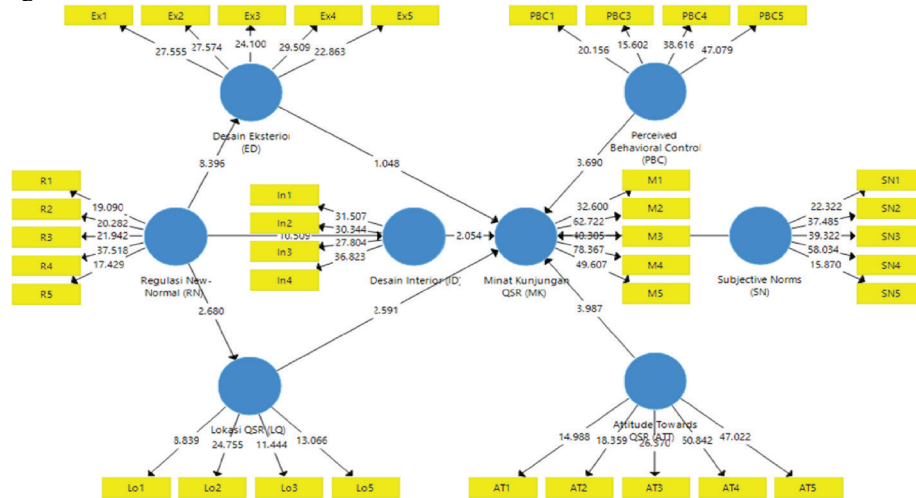 Ex1 Ex2 Ex3 Ex4 Ex5 PBC1 PBC3 PBC4 PBC5
27.555 27.574 24.100 29.509 22.863 20.156 15.602 38.616 47.079
Desain Eksterior
(ED)
Perceived
Behavioral Control
(PBC)
8.396 1.048 3.690
R1
R2
R3
R4
R5
19.090
20.282
21.942
37.518
17.429
Regulasi New-
Normal (RN)
10.509
In1
In2
In3
In4
31.507
30.344
27.804
36.823
Desain Interior (ID)
2.054
Minat Kunjungan
QSR (MK)
32.600
62.722
40.305
78.367
49.607
M1
M2
M3
M4
M5
Subjective Norms
(SN)
22.322
37.485
39.322
58.034
15.870
SN1
SN2
SN3
SN4
SN5
2.680 2.591 3.987
Lokasi QSR (LQ)
Attitude Towards
QSR (ATT)
8.839 24.755 11.444 13.066 14.988 18.359 26.370 47.022
Lo1 Lo2 Lo3 Lo5 AT1 AT2 AT3 AT4 AT5